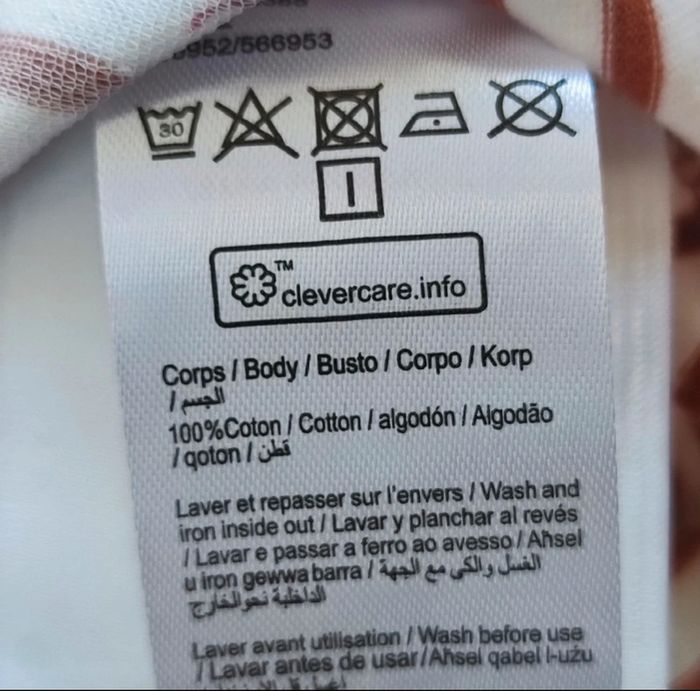 952/566953
30
TM
clevercare.info
Corps / Body / Busto / Corpo / Korp
/ الجسم
100%Coton / Cotton / algodón / Algodão
/ qoton / قطن
Laver et repasser sur l'envers / Wash and
iron inside out / Lavar y planchar al revés
/ Lavar e passar a ferro ao avesso / Aħsel
u iron gewwa barra / الغسل والكي مع الجهة
الداخلية نحو الخارج
Laver avant utilisation / Wash before use
/ Lavar antes de usar / Aħsel qabel l-użu